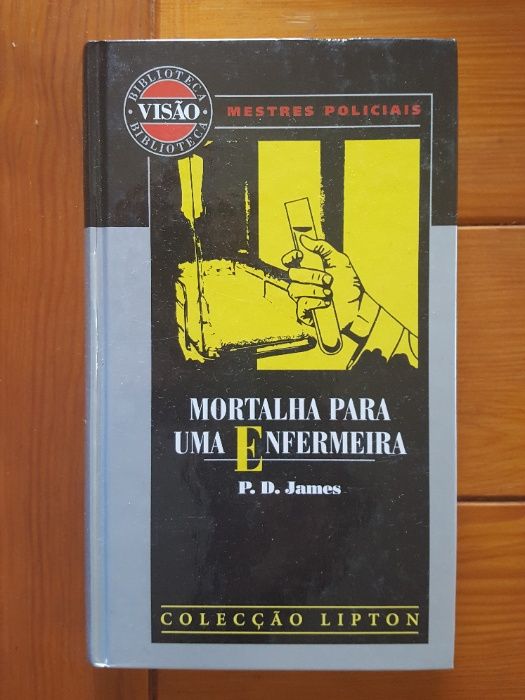 BIBLIOTECA
VISÃO
BIBLIOTECA
MESTRES POLICIAIS
MORTALHA PARA
UMA ENFERMEIRA
P. D. James
COLECÇÃO LIPTON